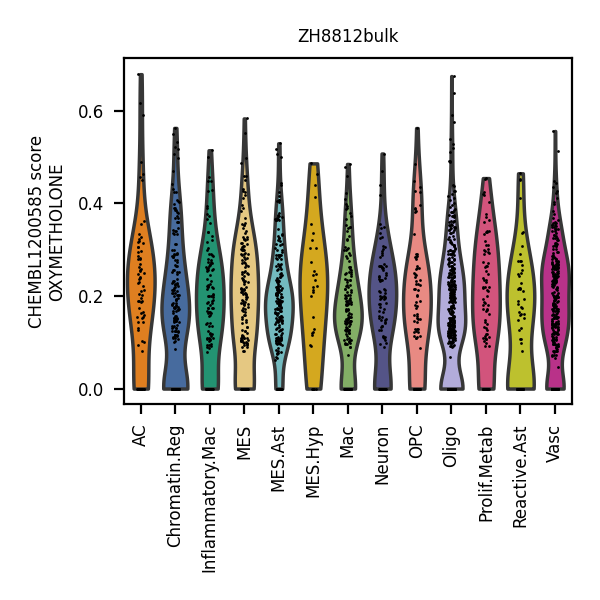 ZH8812bulk
CHEMBL1200585 score
OXYMETHOLONE
0.6
0.4
0.2
0.0
AC
Chromatin.Reg
Inflammatory.Mac
MES
MES.Ast
MES.Hyp
Mac
Neuron
OPC
Oligo
Prolif.Metab
Reactive.Ast
Vasc